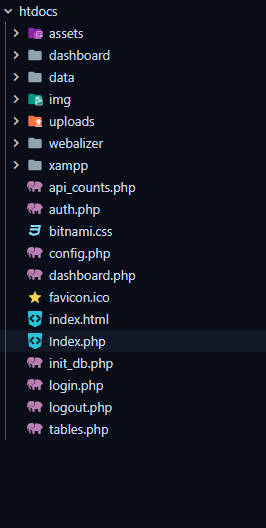 htdocs
assets
dashboard
data
img
uploads
webalizer
xampp
api_counts.php
auth.php
bitnami.css
config.php
dashboard.php
favicon.ico
index.html
Index.php
init_db.php
login.php
logout.php
tables.php